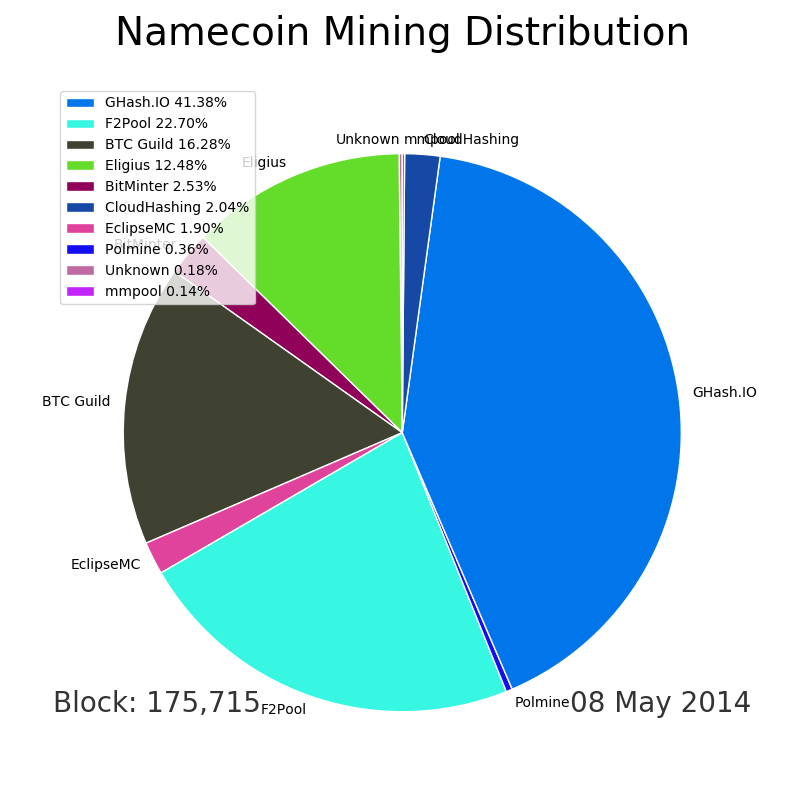 Namecoin Mining Distribution
GHash.IO 41.38%
F2Pool 22.70%
BTC Guild 16.28%
Eligius 12.48%
BitMinter 2.53%
CloudHashing 2.04%
EclipseMC 1.90%
Polmine 0.36%
Unknown 0.18%
mmpool 0.14%
Unknown
mmpool
CloudHashing
Eligius
BitMinter
GHash.IO
BTC Guild
EclipseMC
F2Pool
Polmine
Block: 175,715
08 May 2014